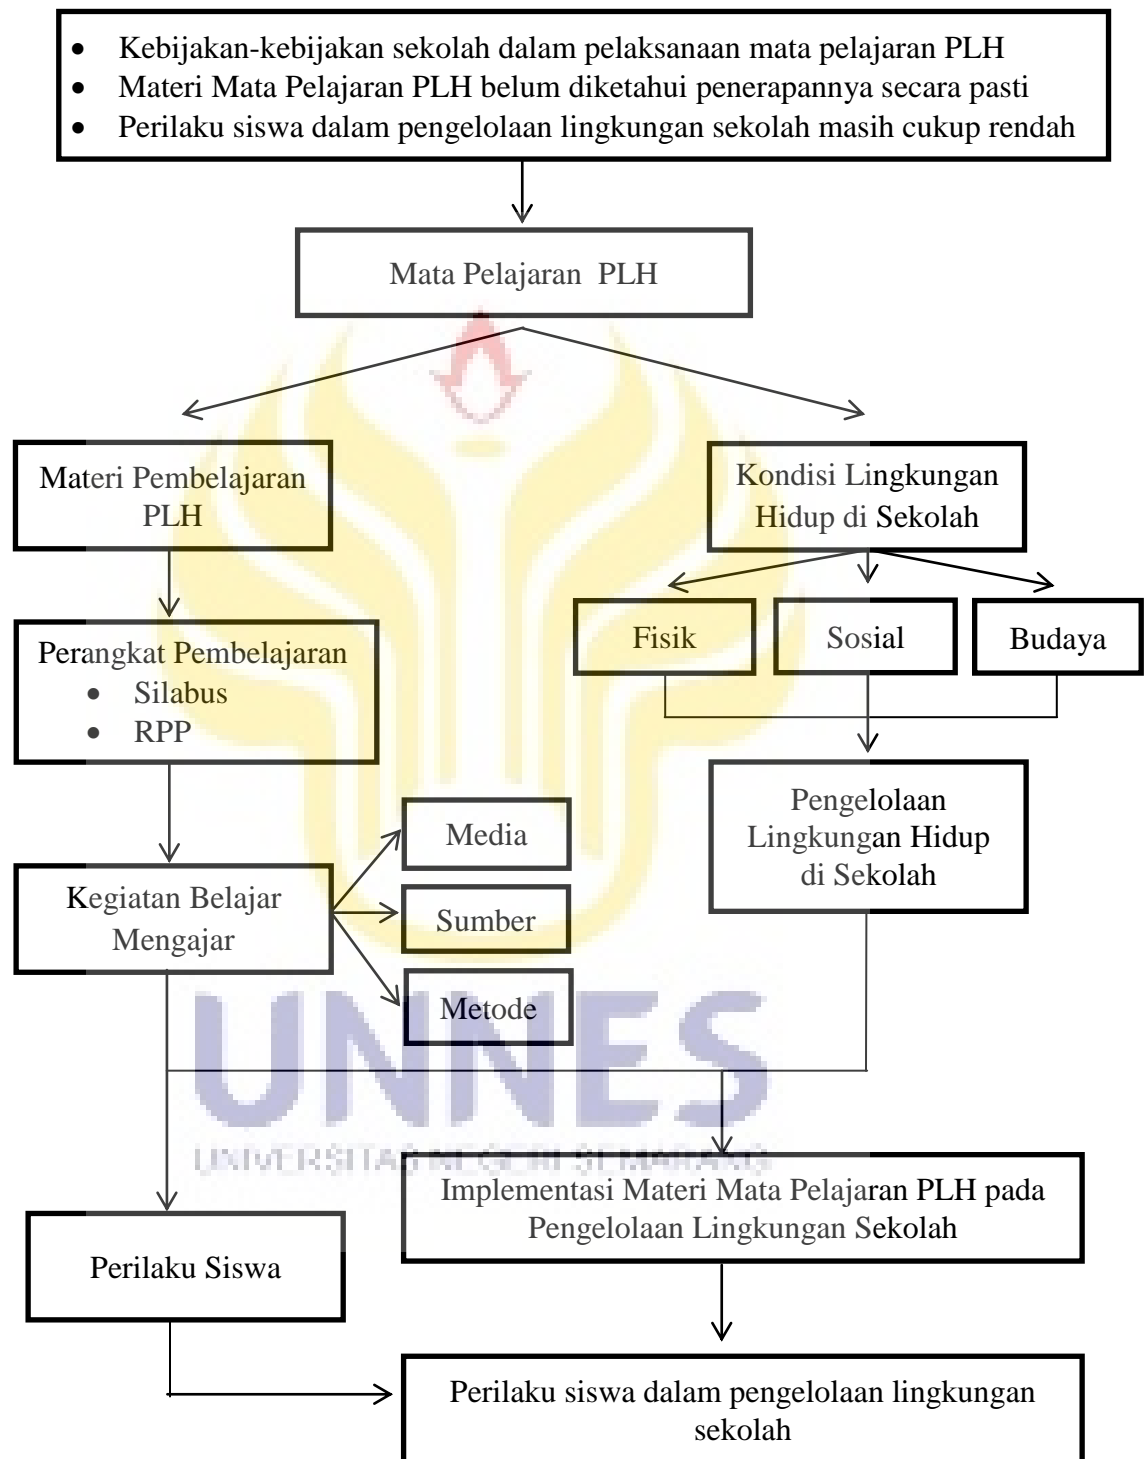 • Kebijakan-kebijakan sekolah dalam pelaksanaan mata pelajaran PLH
• Materi Mata Pelajaran PLH belum diketahui penerapannya secara pasti
• Perilaku siswa dalam pengelolaan lingkungan sekolah masih cukup rendah
Mata Pelajaran PLH
Materi Pembelajaran
PLH
Kondisi Lingkungan
Hidup di Sekolah
Fisik
Sosial
Budaya
Perangkat Pembelajaran
• Silabus
• RPP
Pengelolaan
Lingkungan Hidup
di Sekolah
Media
Kegiatan Belajar
Mengajar
Sumber
Metode
UNNES
UNIVERSITAS NEGERI SEMARANG
Implementasi Materi Mata Pelajaran PLH pada
Pengelolaan Lingkungan Sekolah
Perilaku Siswa
Perilaku siswa dalam pengelolaan lingkungan
sekolah